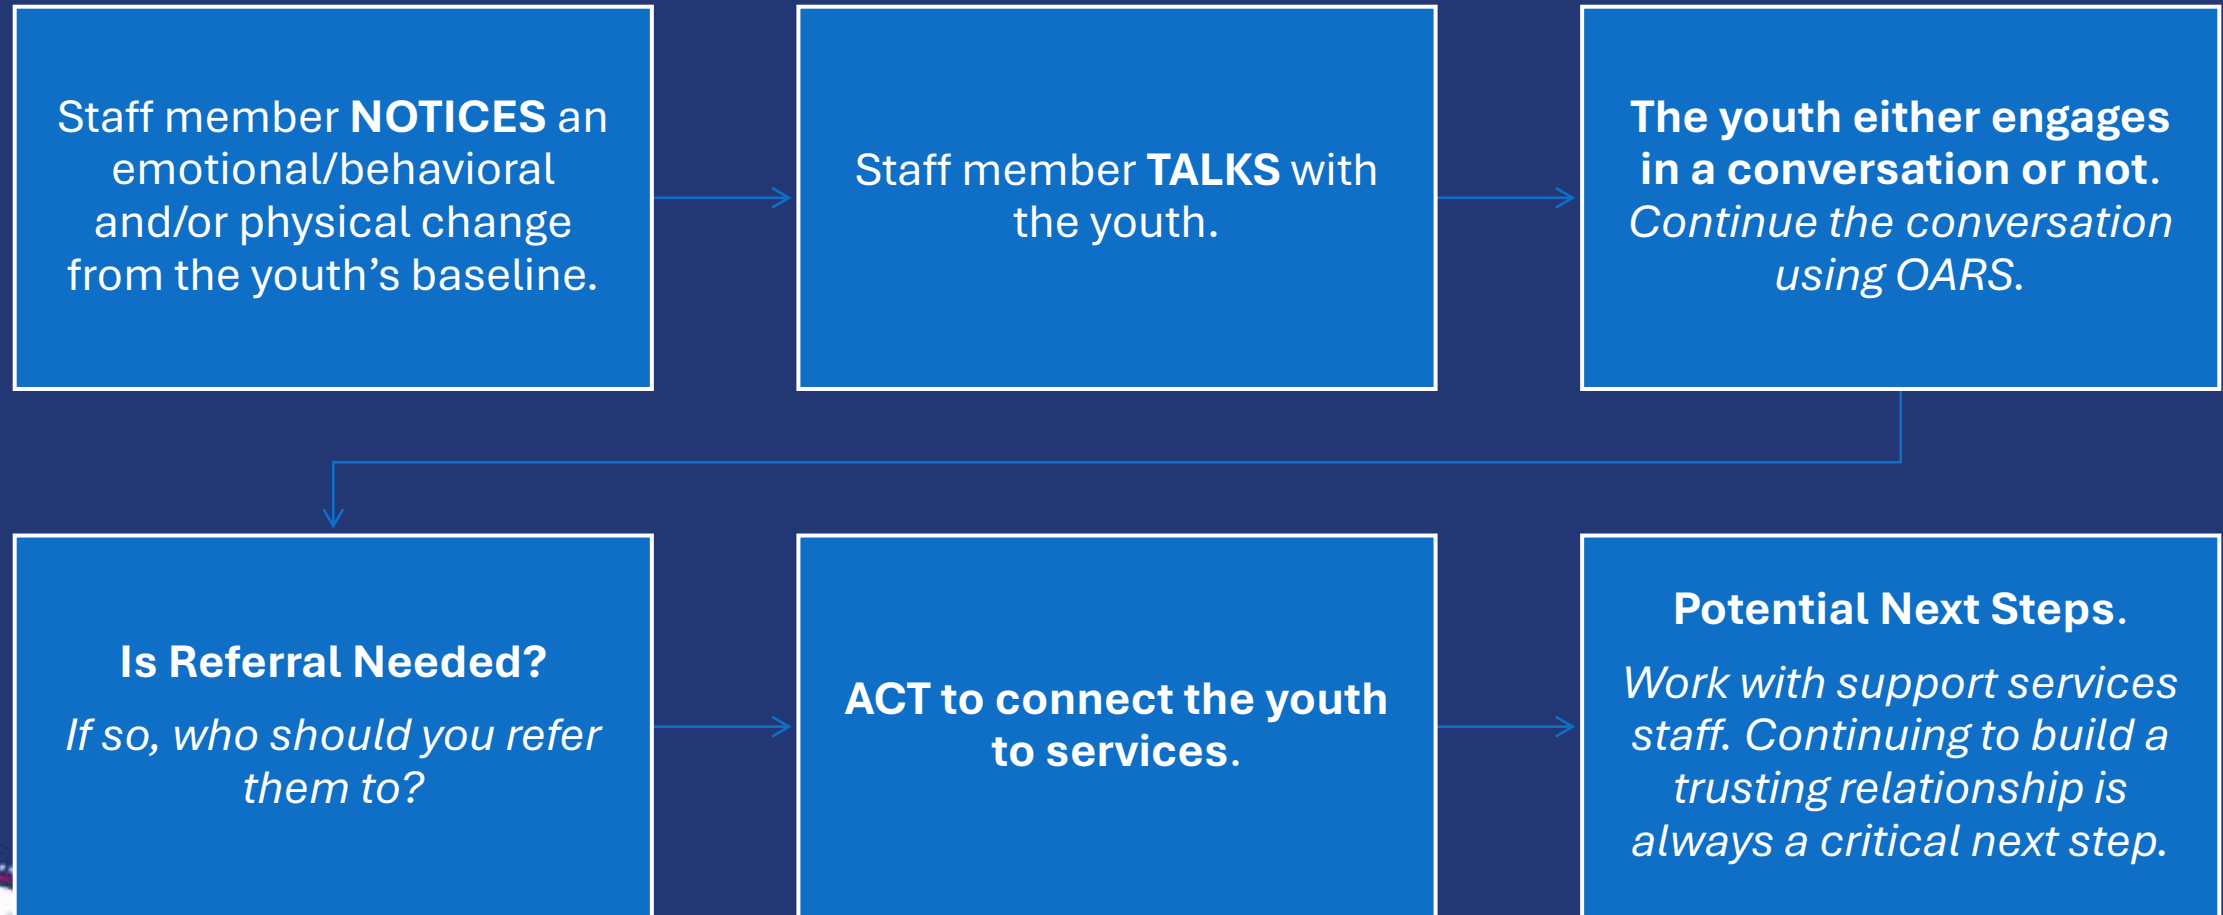 Staff member NOTICES an
emotional/behavioral
and/or physical change
from the youth’s baseline.
Staff member TALKS with
the youth.
The youth either engages
in a conversation or not.
Continue the conversation
using OARS.
Is Referral Needed?
If so, who should you refer
them to?
ACT to connect the youth
to services.
Potential Next Steps.
Work with support services
staff. Continuing to build a
trusting relationship is
always a critical next step.